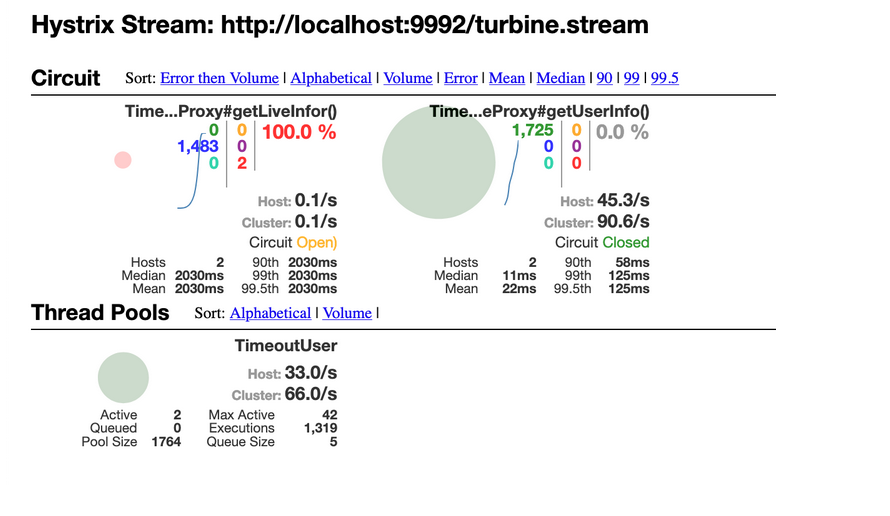 Hystrix Stream: http://localhost:9992/turbine.stream
Circuit Sort: Error then Volume | Alphabetical | Volume | Error | Mean | Median | 90 | 99 | 99.5
Time...Proxy#getLiveInfor() Time...eProxy#getUserInfo()
0 0 100.0 % 1,725 0 0.0 %
1,483 0 0 0
0 2 0 0
Host: 0.1/s Host: 45.3/s
Cluster: 0.1/s Cluster: 90.6/s
Circuit Open) Circuit Closed
Hosts 2 90th 2030ms Hosts 2 90th 58ms
Median 2030ms 99th 2030ms Median 11ms 99th 125ms
Mean 2030ms 99.5th 2030ms Mean 22ms 99.5th 125ms
Thread Pools Sort: Alphabetical | Volume |
TimeoutUser
Host: 33.0/s
Cluster: 66.0/s
Active 2 Max Active 42
Queued 0 Executions 1,319
Pool Size 1764 Queue Size 5